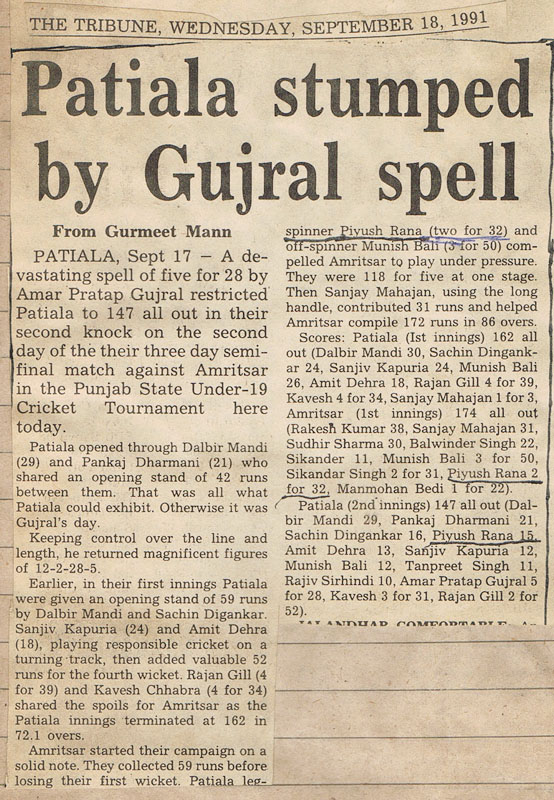 THE TRIBUNE, WEDNESDAY, SEPTEMBER 18, 1991
Patiala stumped
by Gujral spell
From Gurmeet Mann
PATIALA, Sept 17 – A de-
vastating spell of five for 28 by
Amar Pratap Gujral restricted
Patiala to 147 all out in their
second knock on the second
day of the their three day semi-
final match against Amritsar
in the Punjab State Under-19
Cricket Tournament here
today.
Patiala opened through Dalbir Mandi
(29) and Pankaj Dharmani (21) who
shared an opening stand of 42 runs
between them. That was all what
Patiala could exhibit. Otherwise it was
Gujral's day.
Keeping control over the line and
length, he returned magnificent figures
of 12-2-28-5.
Earlier, in their first innings Patiala
were given an opening stand of 59 runs
by Dalbir Mandi and Sachin Digankar.
Sanjiv Kapuria (24) and Amit Dehra
(18), playing responsible cricket on a
turning track, then added valuable 52
runs for the fourth wicket. Rajan Gill (4
for 39) and Kavesh Chhabra (4 for 34)
shared the spoils for Amritsar as the
Patiala innings terminated at 162 in
72.1 overs.
Amritsar started their campaign on a
solid note. They collected 59 runs before
losing their first wicket. Patiala leg-
spinner Piyush Rana (two for 32) and
off-spinner Munish Bali (3 for 50) com-
pelled Amritsar to play under pressure.
They were 118 for five at one stage.
Then Sanjay Mahajan, using the long
handle, contributed 31 runs and helped
Amritsar compile 172 runs in 86 overs.
Scores: Patiala (Ist innings) 162 all
out (Dalbir Mandi 30, Sachin Dingank-
ar 24, Sanjiv Kapuria 24, Munish Bali
26, Amit Dehra 18, Rajan Gill 4 for 39,
Kavesh 4 for 34, Sanjay Mahajan 1 for 3,
Amritsar (1st innings) 174 all out
(Rakesh Kumar 38, Sanjay Mahajan 31,
Sudhir Sharma 30, Balwinder Singh 22,
Sikander 11, Munish Bali 3 for 50,
Sikandar Singh 2 for 31, Piyush Rana 2
for 32, Manmohan Bedi 1 for 22).
Patiala (2nd innings) 147 all out (Dal-
bir Mandi 29, Pankaj Dharmani 21,
Sachin Dingankar 16, Piyush Rana 15,
Amit Dehra 13, Sanjiv Kapuria 12,
Munish Bali 12, Tanpreet Singh 11,
Rajiv Sirhindi 10, Amar Pratap Gujral 5
for 28, Kavesh 3 for 31, Rajan Gill 2 for
52).
JALANDHAR COMFORTABLE: